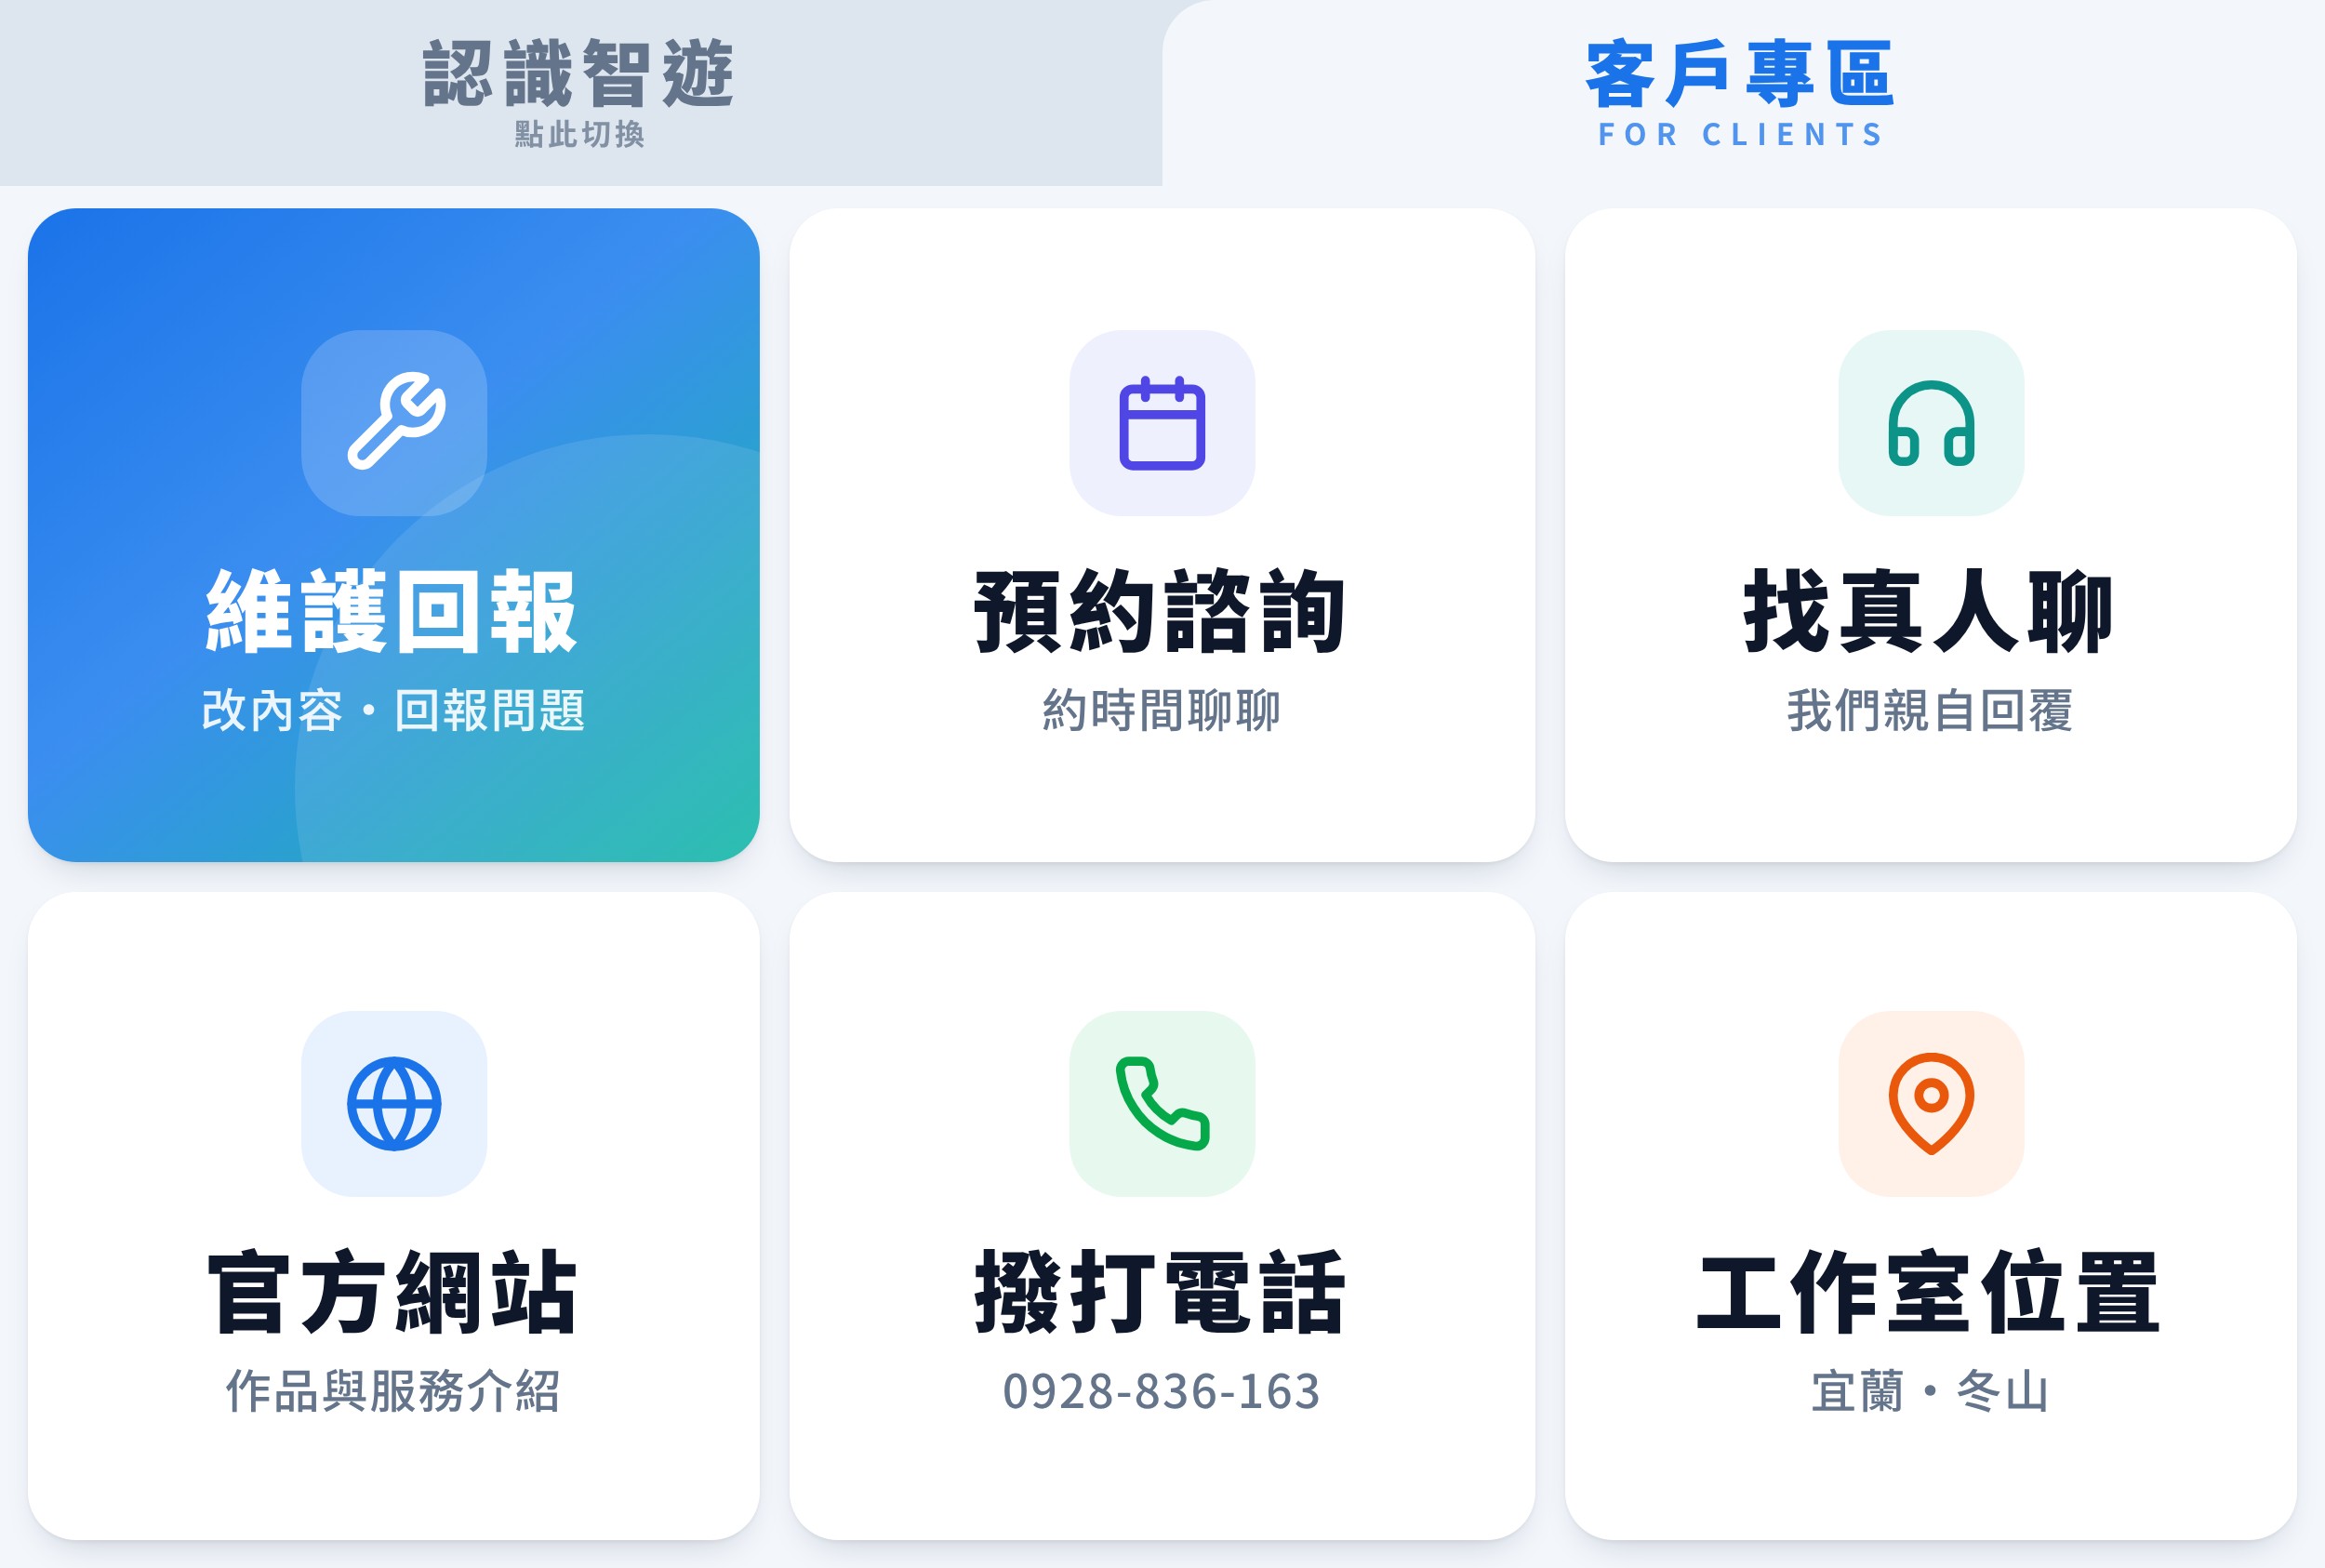 認識智遊
點此切換
客戶專區
FOR CLIENTS
維護回報
改內容・回報問題
預約諮詢
約時間聊聊
找真人聊
我們親自回覆
官方網站
作品與服務介紹
撥打電話
0928-836-163
工作室位置
宜蘭・冬山